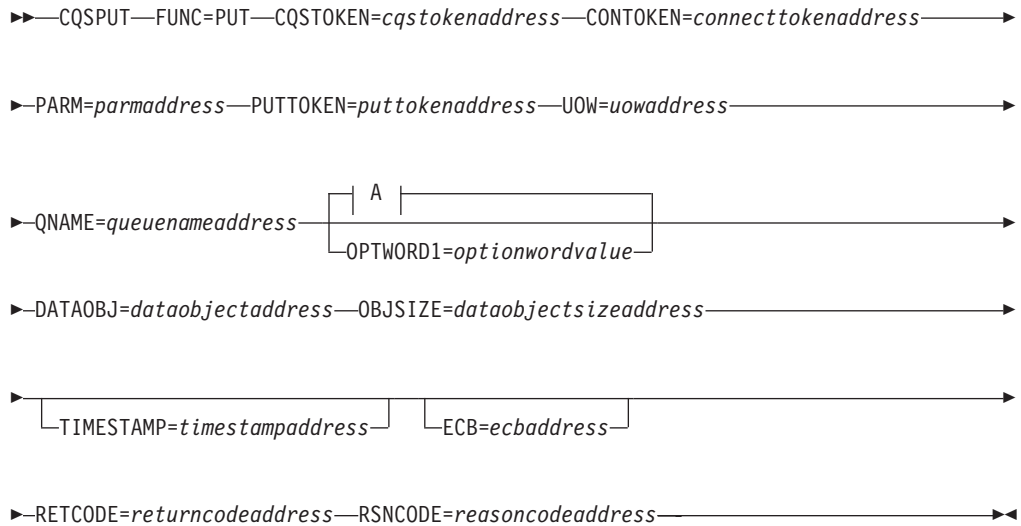 CQSPUT FUNC=PUT CQSTOKEN=cqstokenaddress CONTOKEN=connecttokenaddress
PARM=parmaddress PUTTOKEN=puttokenaddress UOW=uowaddress
A
QNAME=queuenameaddress
OPTWORD1=optionwordvalue
DATAOBJ=dataobjectaddress OBJSIZE=dataobjectsizeaddress
TIMESTAMP=timestampaddress ECB=ecbaddress
RETCODE=returncodeaddress RSNCODE=reasoncodeaddress